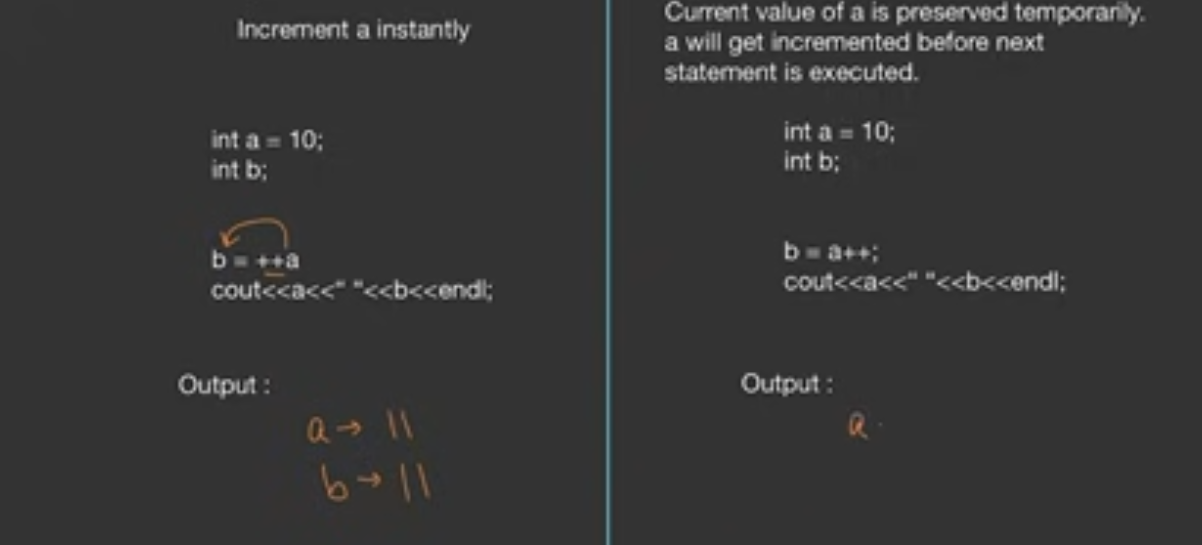 Increment a instantly
int a = 10;
int b;
b = ++a
cout<<a<<" "<<b<<endl;
Output :
a → 11
b → 11
Current value of a is preserved temporarily.
a will get incremented before next
statement is executed.
int a = 10;
int b;
b = a++;
cout<<a<<" "<<b<<endl;
Output :
a